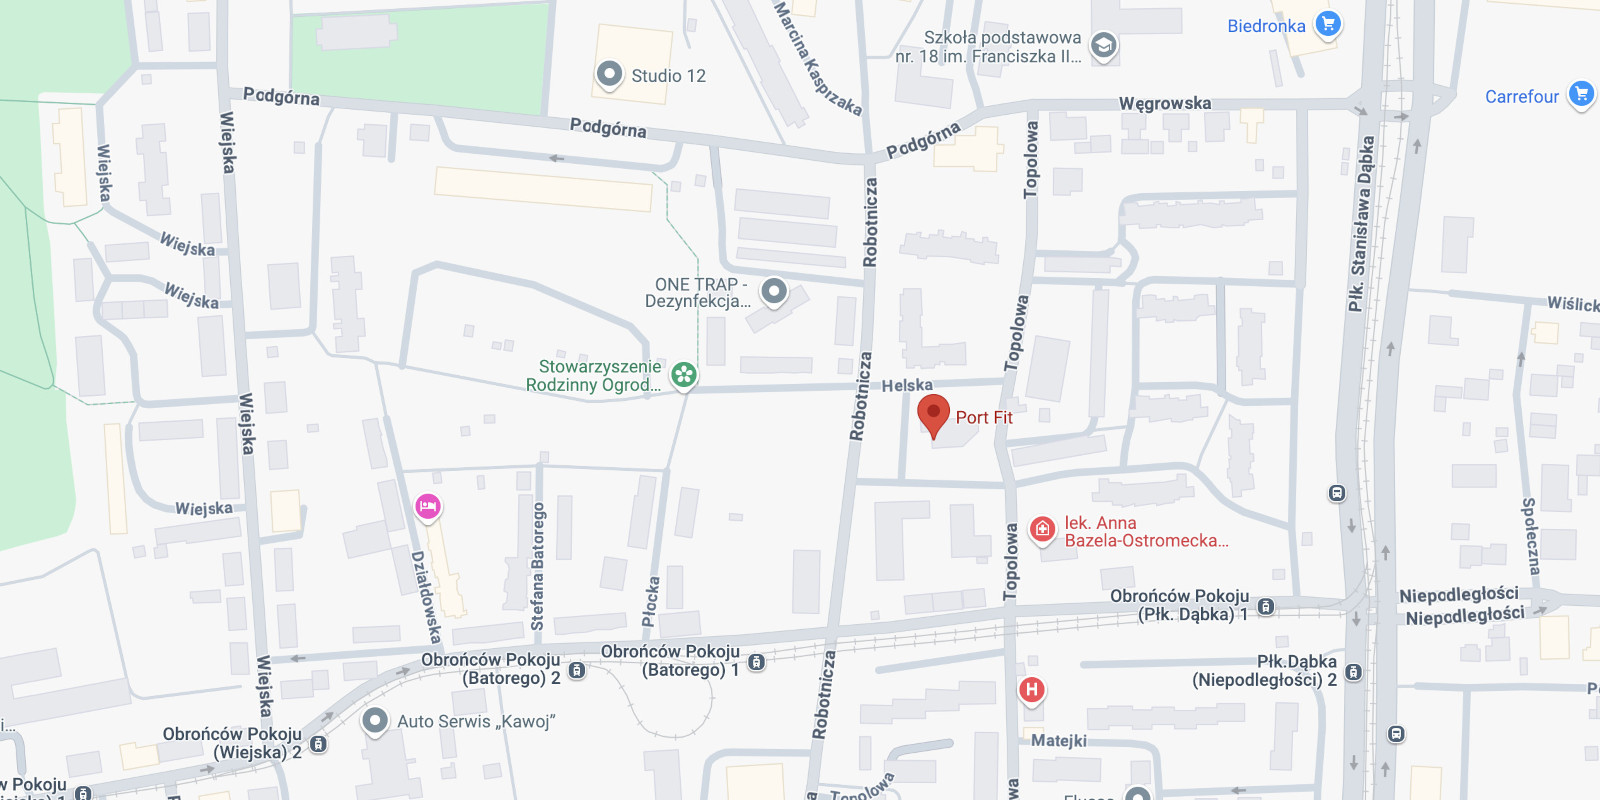 Biedronka
Szkoła podstawowa
nr. 18 im. Franciszka II...
Marcina Kasprzaka
Studio 12
Carrefour
Podgórna
Węgrowska
Podgórna
Podgórna
Wiejska
Wiejska
Topolowa
Płk. Stanisława Dąbka
Robotnicza
Wiejska
Wiejska
ONE TRAP -
Dezynfekcja...
Topolowa
Wiślick
Stowarzyszenie
Rodzinny Ogrod...
Helska
Robotnicza
Port Fit
Wiejska
Wiejska
Działdowska
Stefana Batorego
Płocka
Topolowa
lek. Anna
Bazela-Ostromecka...
Społeczna
Obrońców Pokoju
(Płk. Dąbka) 1
Niepodległości
Niepodległości
Obrońców Pokoju
(Batorego) 2
Obrońców Pokoju
(Batorego) 1
Płk.Dąbka
(Niepodległości) 2
Wiejska
Robotnicza
H
Auto Serwis „Kawoj”
Obrońców Pokoju
(Wiejska) 2
Matejki
Topolowa
Topolowa
w Pokoju